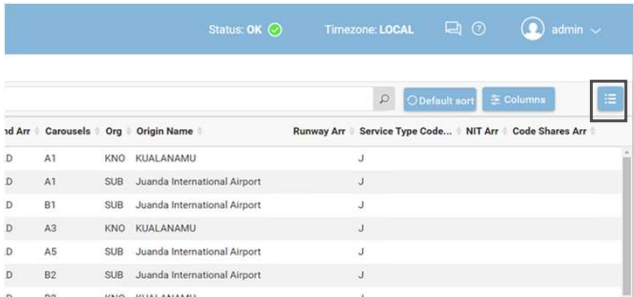 Status: OK Timezone: LOCAL admin
Default sort Columns
nd Arr Carousels Org Origin Name Runway Arr Service Type Code... NIT Arr Code Shares Arr
.D A1 KNO KUALANAMU J
.D A1 SUB Juanda International Airport J
.D B1 SUB Juanda International Airport J
.D A3 KNO KUALANAMU J
.D A5 SUB Juanda International Airport J
.D B2 SUB Juanda International Airport J